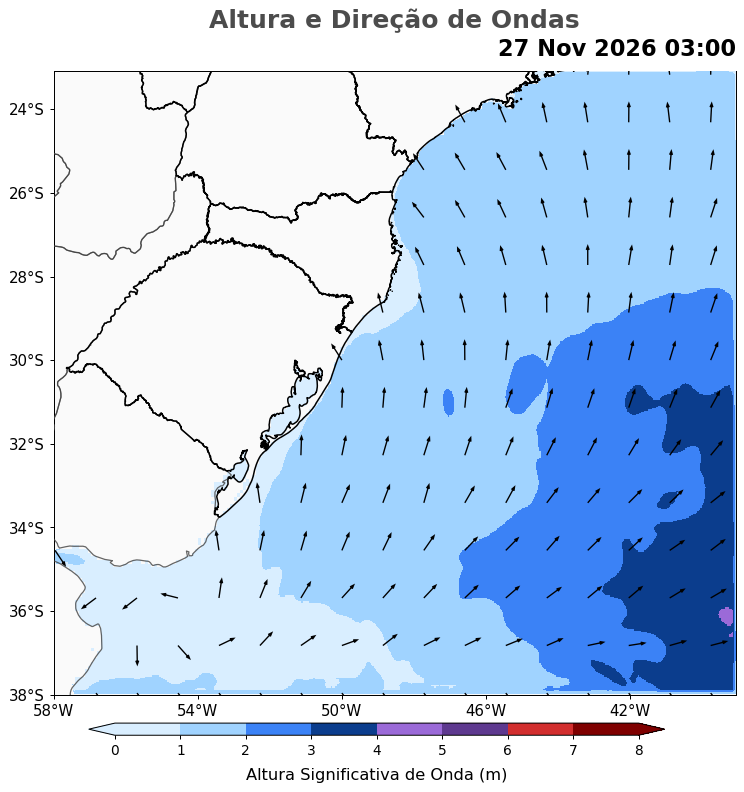 Altura e Direção de Ondas
27 Nov 2026 03:00
24°S
26°S
28°S
30°S
32°S
34°S
36°S
38°S
58°W 54°W 50°W 46°W 42°W
0 1 2 3 4 5 6 7 8
Altura Significativa de Onda (m)